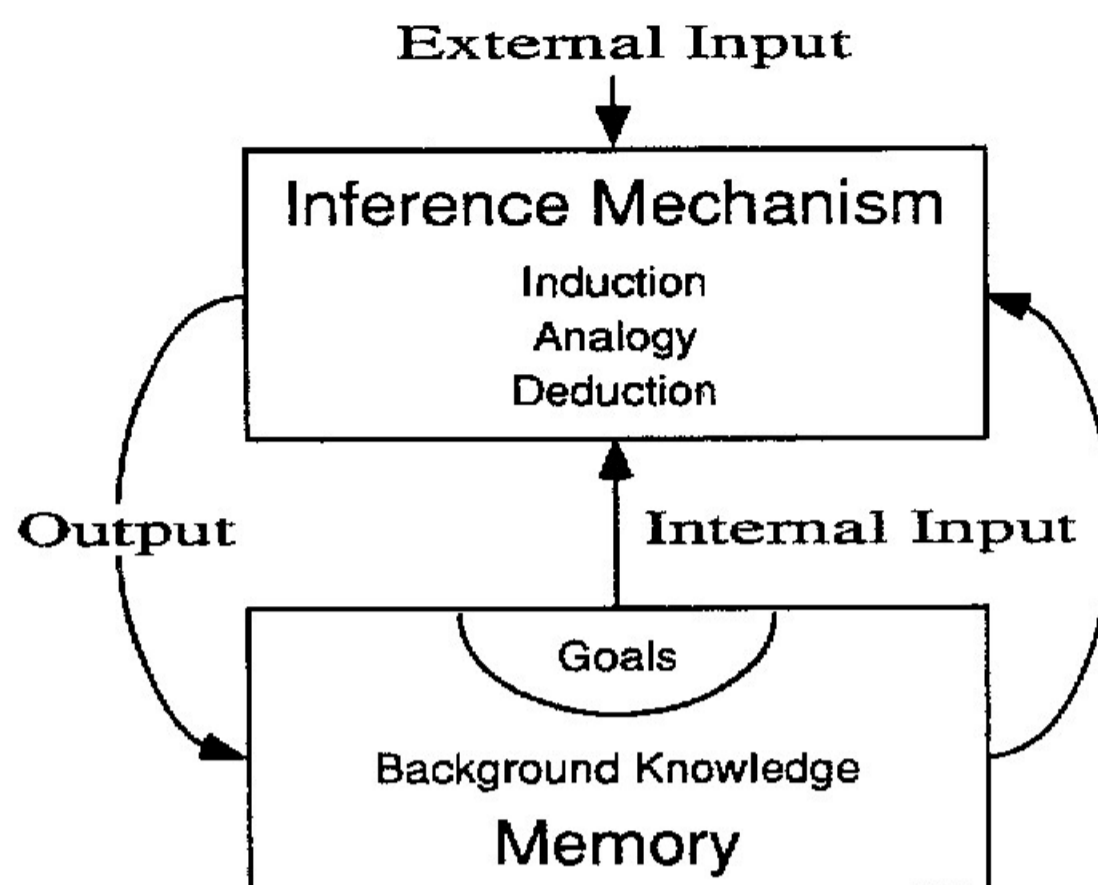 External Input
Inference Mechanism
Induction
Analogy
Deduction
Output
Internal Input
Goals
Background Knowledge
Memory